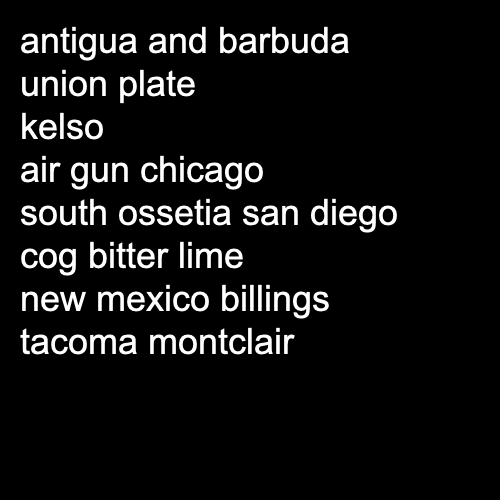 antigua and barbuda
union plate
kelso
air gun chicago
south ossetia san diego
cog bitter lime
new mexico billings
tacoma montclair